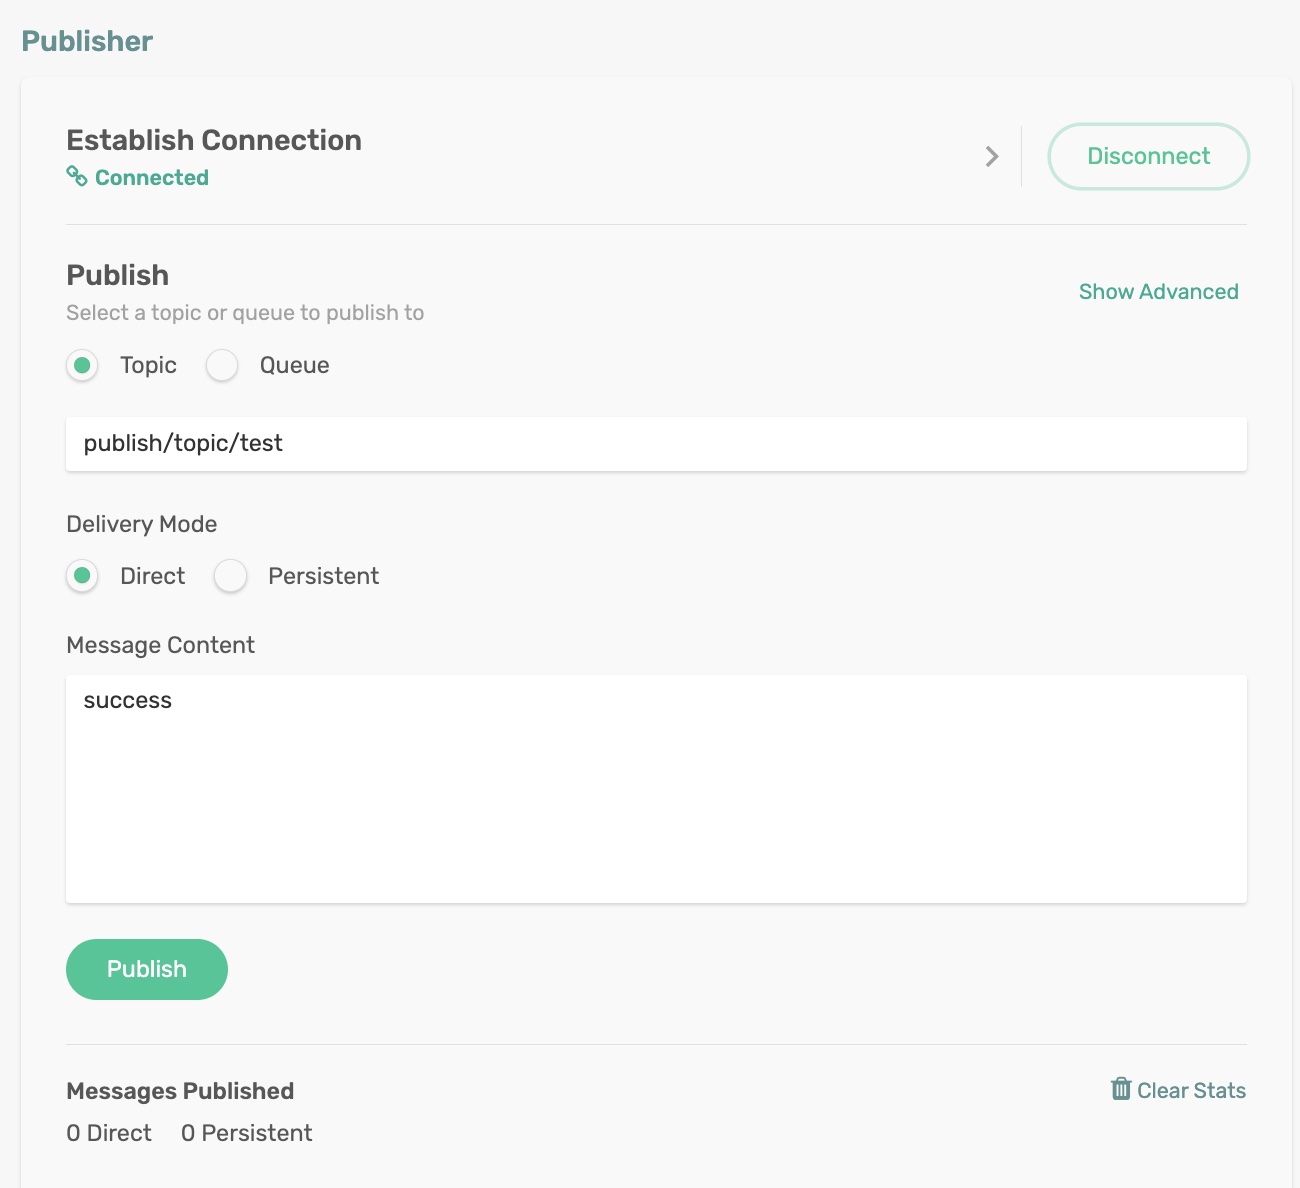 Publisher
Establish Connection
Connected
Disconnect
Publish
Select a topic or queue to publish to
Show Advanced
Topic Queue
publish/topic/test
Delivery Mode
Direct Persistent
Message Content
success
Publish
Messages Published
Clear Stats
0 Direct 0 Persistent